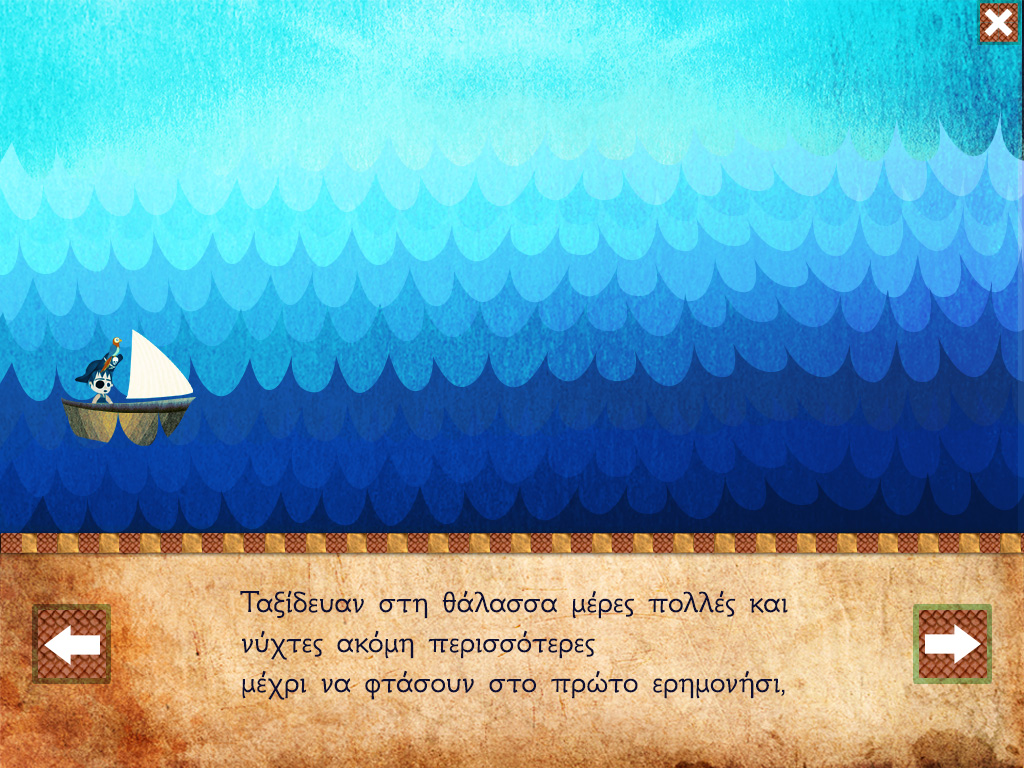 Ταξίδευαν στη θάλασσα μέρες πολλές και
νύχτες ακόμη περισσότερες
μέχρι να φτάσουν στο πρώτο ερημονήσι,